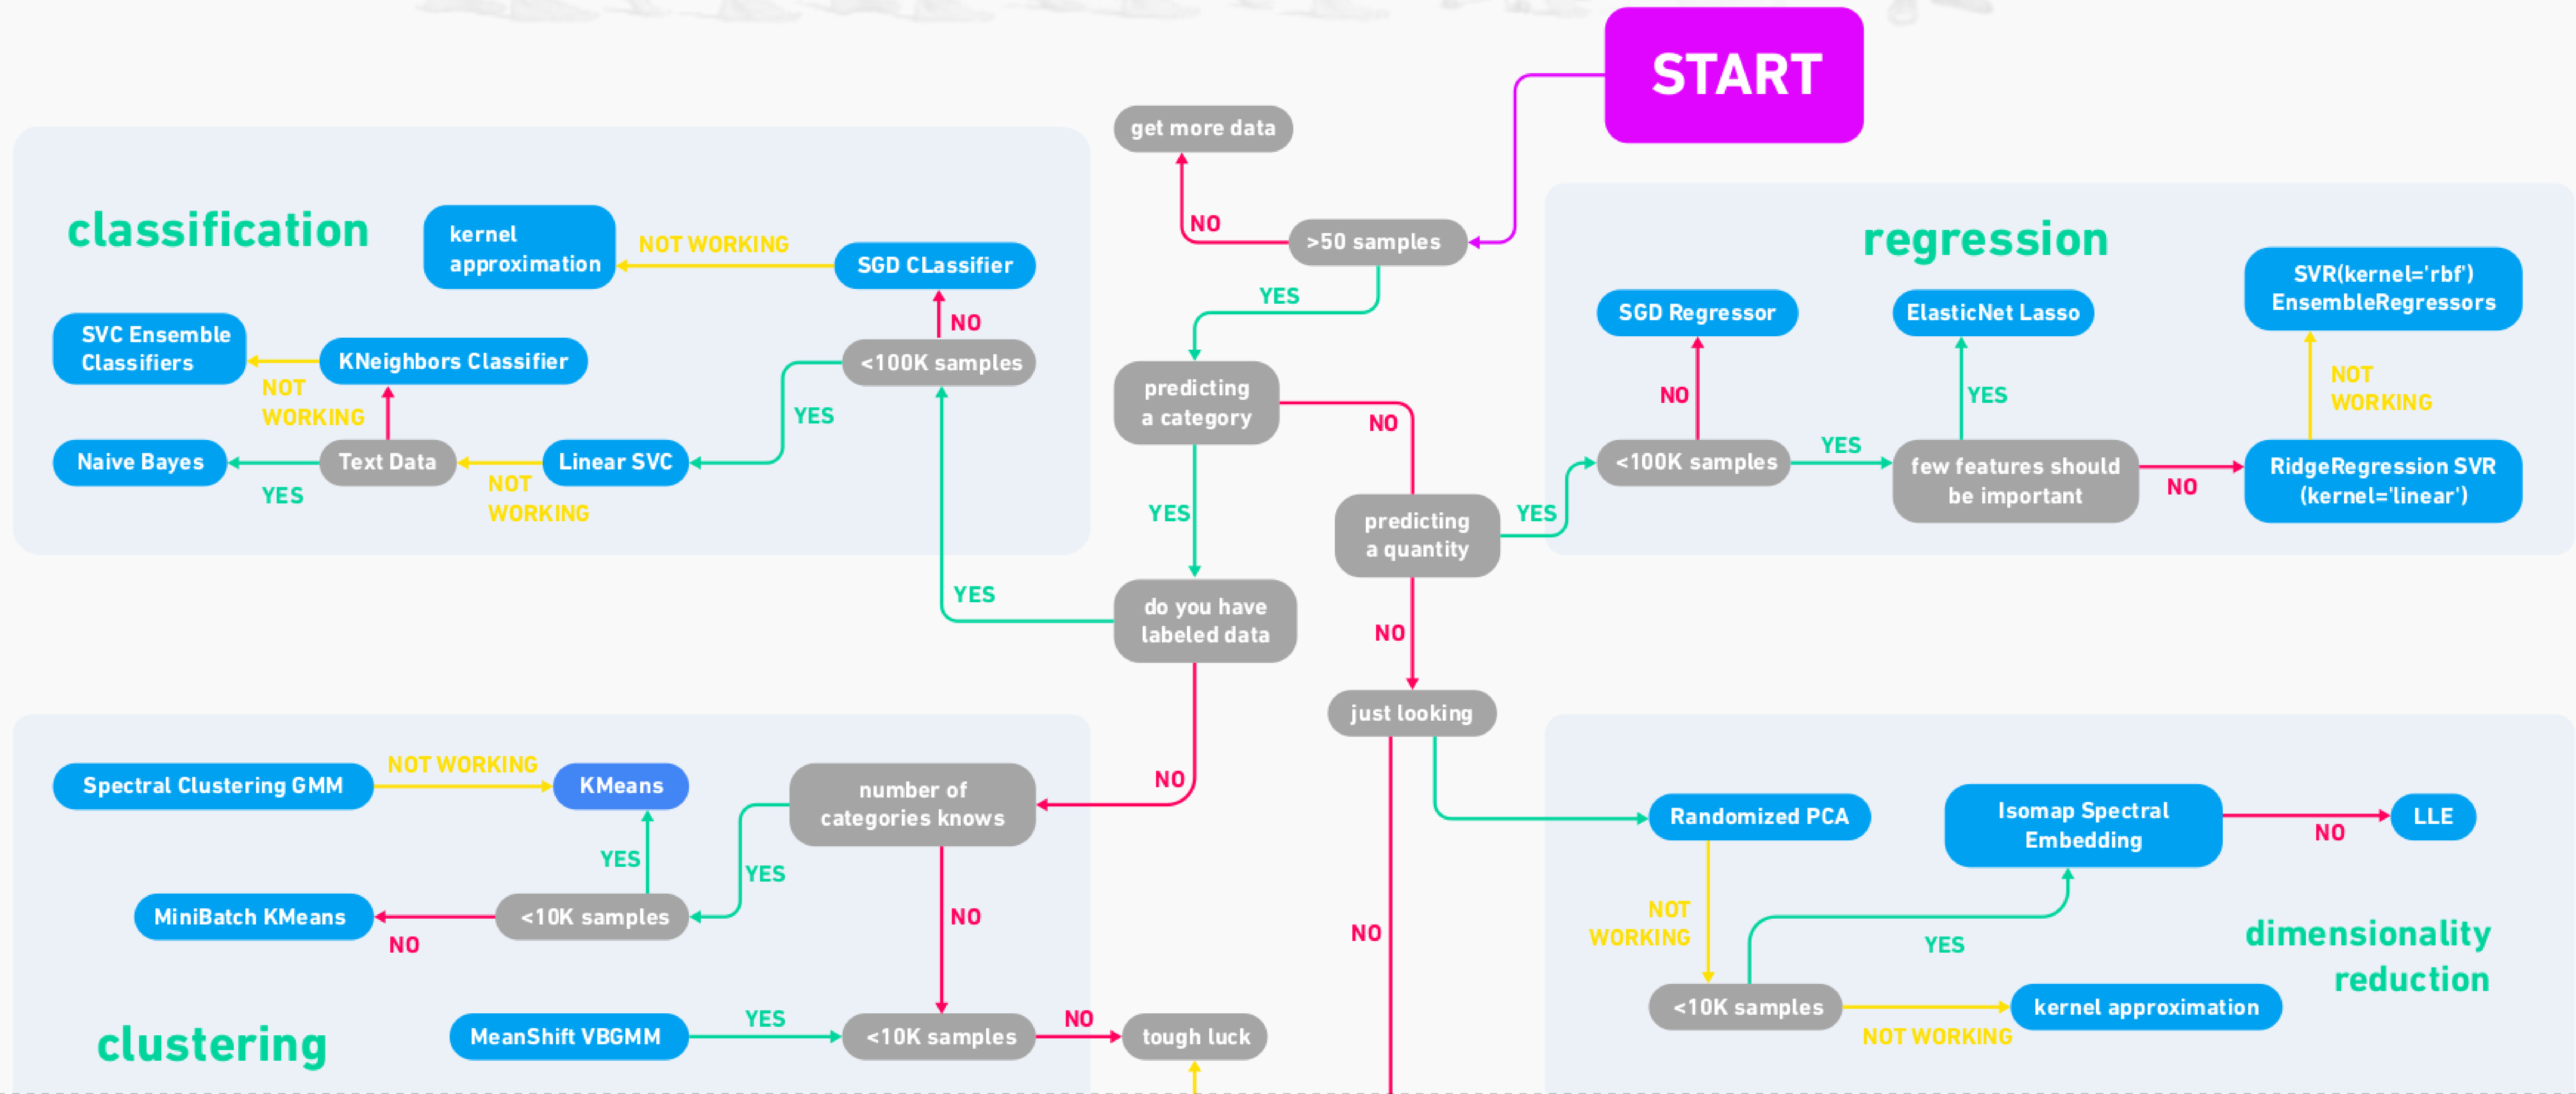 START
get more data
NO
>50 samples
YES
predicting
a category
NO
YES
predicting
a quantity
YES
NO
do you have
labeled data
YES
NO
just looking
NO
classification
kernel
approximation
NOT WORKING
SGD CLassifier
NO
<100K samples
YES
SVC Ensemble
Classifiers
KNeighbors Classifier
NOT
WORKING
Naive Bayes
YES
Text Data
NOT
WORKING
Linear SVC
regression
SGD Regressor
NO
<100K samples
YES
ElasticNet Lasso
YES
few features should
be important
NO
SVR(kernel='rbf')
EnsembleRegressors
NOT
WORKING
RidgeRegression SVR
(kernel='linear')
Spectral Clustering GMM
NOT WORKING
KMeans
number of
categories knows
YES
YES
MiniBatch KMeans
NO
<10K samples
NO
MeanShift VBGMM
YES
<10K samples
NO
tough luck
clustering
Randomized PCA
Isomap Spectral
Embedding
NO
LLE
NOT
WORKING
YES
<10K samples
NOT WORKING
kernel approximation
dimensionality
reduction